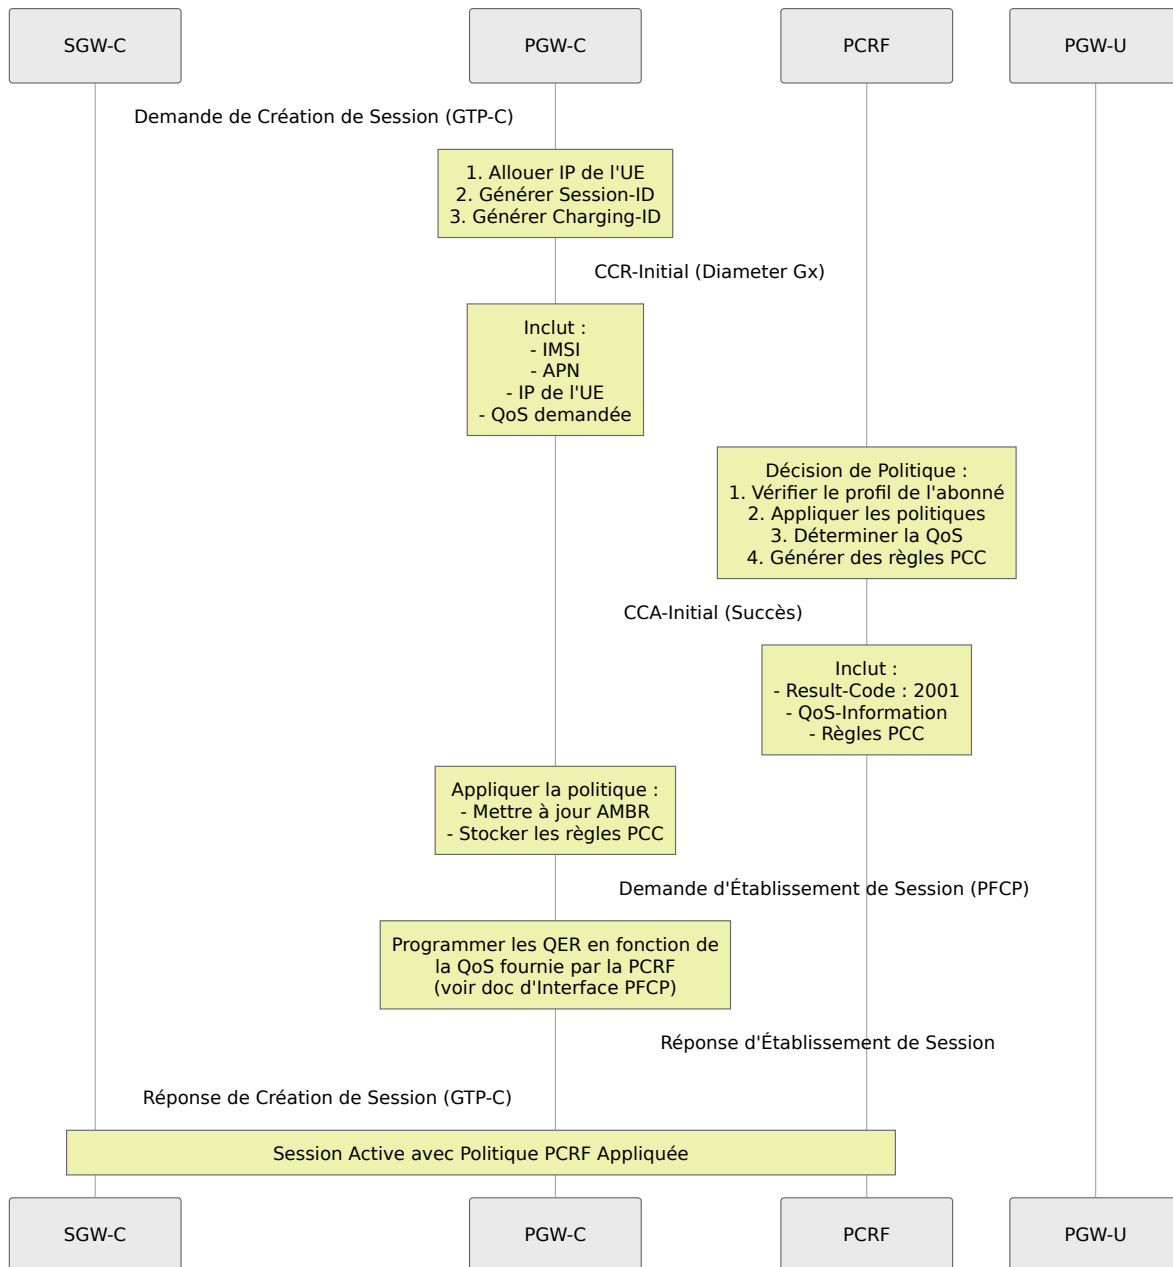 SGW-C
PGW-C
PCRF
PGW-U
Demande de Création de Session (GTP-C)
1. Allouer IP de l'UE
2. Générer Session-ID
3. Générer Charging-ID
CCR-Initial (Diameter Gx)
Inclut :
- IMSI
- APN
- IP de l'UE
- QoS demandée
Décision de Politique :
1. Vérifier le profil de l'abonné
2. Appliquer les politiques
3. Déterminer la QoS
4. Générer des règles PCC
CCA-Initial (Succès)
Inclut :
- Result-Code : 2001
- QoS-Information
- Règles PCC
Appliquer la politique :
- Mettre à jour AMBR
- Stocker les règles PCC
Demande d'Établissement de Session (PFCP)
Programmer les QER en fonction de
la QoS fournie par la PCRF
(voir doc d'Interface PFCP)
Réponse d'Établissement de Session
Réponse de Création de Session (GTP-C)
Session Active avec Politique PCRF Appliquée
SGW-C
PGW-C
PCRF
PGW-U